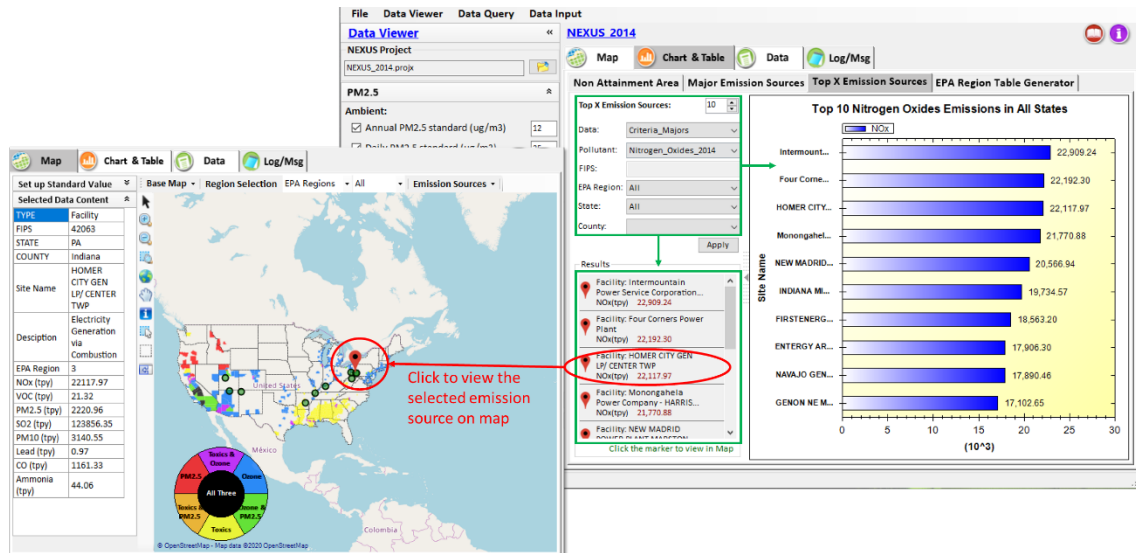 File Data Viewer Data Query Data Input
Data Viewer «
NEXUS Project
NEXUS_2014.projx
PM2.5
Ambient:
Annual PM2.5 standard (ug/m3) 12
NEXUS 2014
Map Chart & Table Data Log/Msg
Non Attainment Area Major Emission Sources Top X Emission Sources EPA Region Table Generator
Top X Emission Sources: 10
Data: Criteria_Majors
Pollutant: Nitrogen_Oxides_2014
FIPS:
EPA Region: All
State: All
County:
Apply
Results
Facility: Intermountain
Power Service Corporation...
NOx(tpy) 22,909.24
Facility: Four Corners Power
Plant
NOx(tpy) 22,192.30
Facility: HOMER CITY GEN
LP/ CENTER TWP
NOx(tpy) 22,117.97
Facility: Monongahela
Power Company - HARRIS...
NOx(tpy) 21,770.88
Facility: NEW MADRID
POWER PLANT MARSTON
Click the marker to view in Map
Top 10 Nitrogen Oxides Emissions in All States
NOx
Site Name
Intermount... 22,909.24
Four Corne... 22,192.30
HOMER CITY... 22,117.97
Monongahel... 21,770.88
NEW MADRID... 20,566.94
INDIANA MI... 19,734.57
FIRSTENERG... 18,563.20
ENTERGY AR... 17,906.30
NAVAJO GEN... 17,890.46
GENON NE M... 17,102.65
0 5 10 15 20 25 30
(10^3)
Map Chart & Table Data Log/Msg
Set up Standard Value
Base Map Region Selection EPA Regions All Emission Sources
Selected Data Content
TYPE Facility
FIPS 42063
STATE PA
COUNTY Indiana
Site Name HOMER
CITY GEN
LP/ CENTER
TWP
Desciption Electricity
Generation
via
Combustion
EPA Region 3
NOx (tpy) 22117.97
VOC (tpy) 21.32
PM2.5 (tpy) 2220.96
SO2 (tpy) 123856.35
PM10 (tpy) 3140.55
Lead (tpy) 0.97
CO (tpy) 1161.33
Ammonia
(tpy) 44.06
United States
México
Colombia
Click to view the
selected emission
source on map
Toxics &
Ozone
PM2.5
Ozone
All Three
Toxics &
PM2.5
Ozone &
PM2.5
Toxics
© OpenStreetMap - Map data ©2020 OpenStreetMap